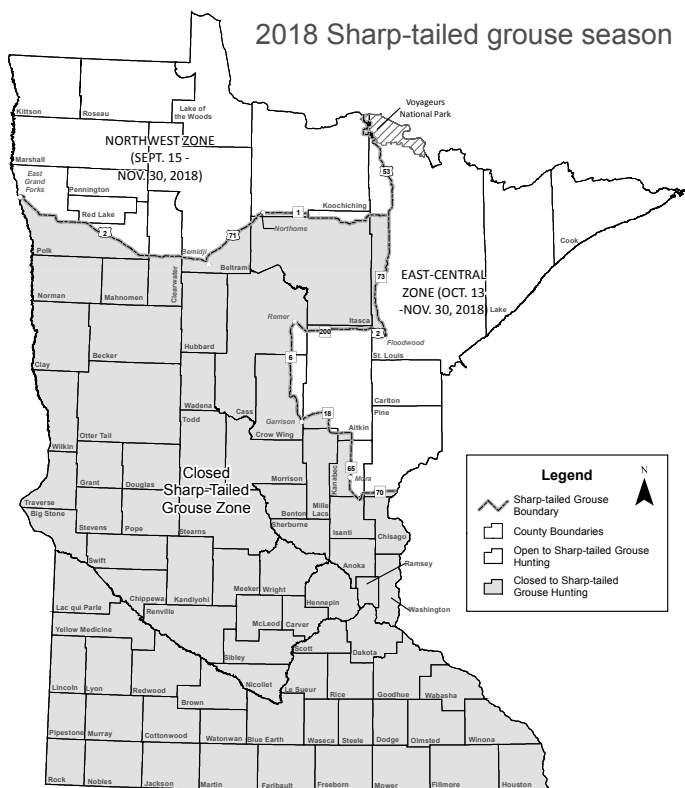 2018 Sharp-tailed grouse season
Voyageurs
National Park
Kittson
Roseau
Lake of
the Woods
NORTHWEST ZONE
(SEPT. 15 -
NOV. 30, 2018)
Marshall
East
Grand
Forks
Pennington
Red Lake
Koochiching
53
1
2
71
Northome
Bemidji
Beltrami
Polk
Clearwater
Cook
EAST-CENTRAL
ZONE (OCT. 13
-NOV. 30, 2018)
73
Lake
Norman
Mahnomen
Itasca
Remer
200
2
Floodwood
St. Louis
Hubbard
Becker
Clay
6
Wadena
Cass
Carlton
Pine
Todd
Garrison
18
Aitkin
Crow Wing
Otter Tail
Wilkin
65
Mora
70
Kanabec
Grant
Douglas
Closed
Sharp-Tailed
Grouse Zone
Morrison
Mille
Lacs
Benton
Sherburne
Traverse
Big Stone
Stevens
Pope
Stearns
Isanti
Chisago
Swift
Anoka
Ramsey
Meeker
Wright
Hennepin
Washington
Chippewa
Kandiyohi
Lac qui Parle
Renville
McLeod
Carver
Yellow Medicine
Scott
Dakota
Sibley
Nicollet
Le Sueur
Rice
Goodhue
Wabasha
Lincoln
Lyon
Redwood
Brown
Pipestone
Murray
Cottonwood
Watonwan
Blue Earth
Waseca
Steele
Dodge
Olmsted
Winona
Rock
Nobles
Jackson
Martin
Faribault
Freeborn
Mower
Fillmore
Houston
Legend
N
Sharp-tailed Grouse
Boundary
County Boundaries
Open to Sharp-tailed Grouse
Hunting
Closed to Sharp-tailed
Grouse Hunting